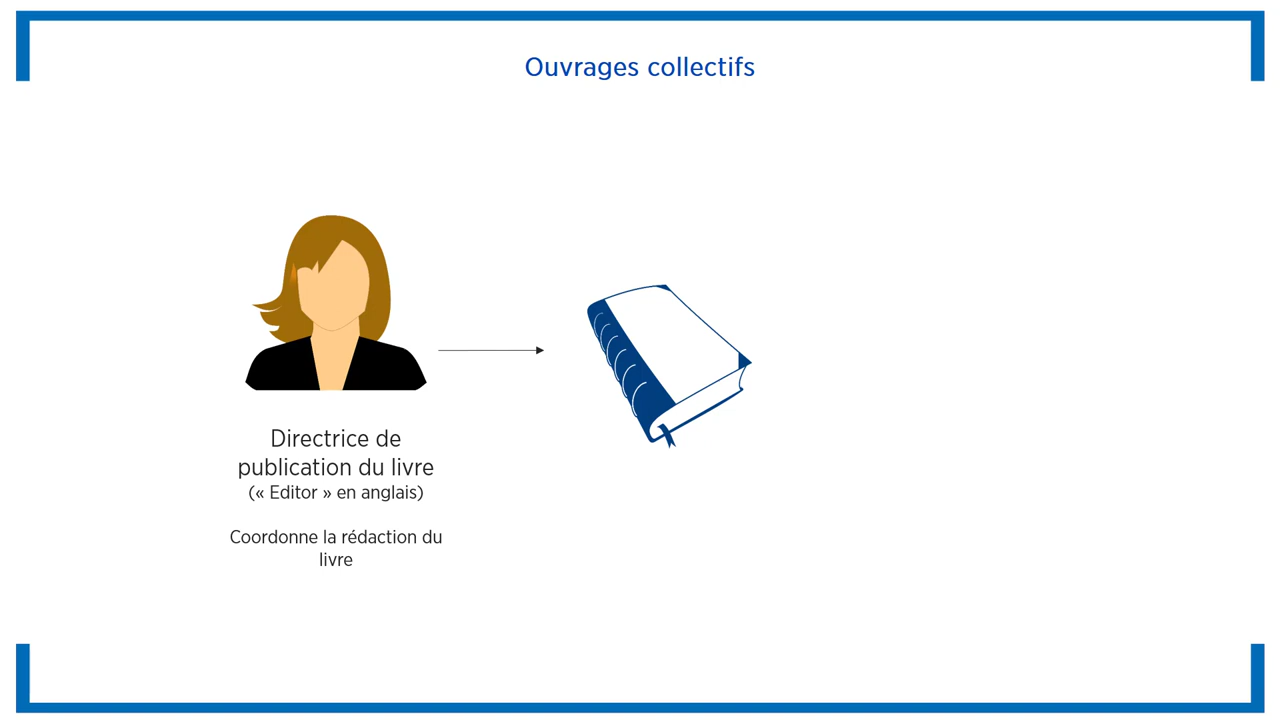 Ouvrages collectifs
Directrice de
publication du livre
(« Editor » en anglais)
Coordonne la rédaction du
livre